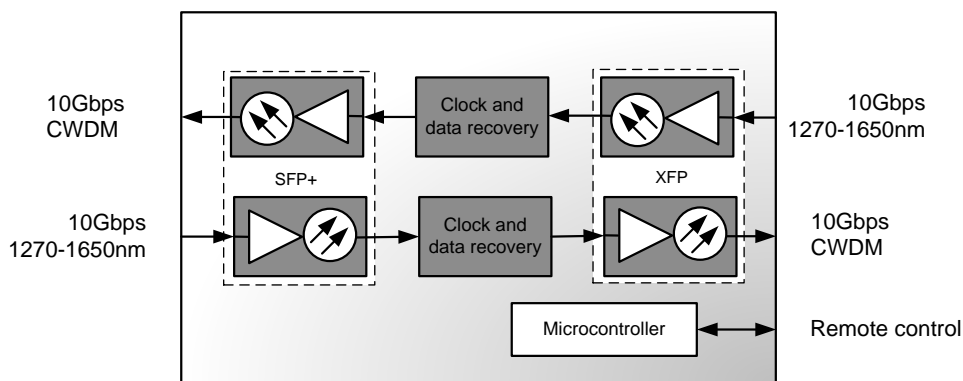 10Gbps
CWDM
Clock and
data recovery
10Gbps
1270-1650nm
SFP+
XFP
10Gbps
1270-1650nm
Clock and
data recovery
10Gbps
CWDM
Microcontroller
Remote control